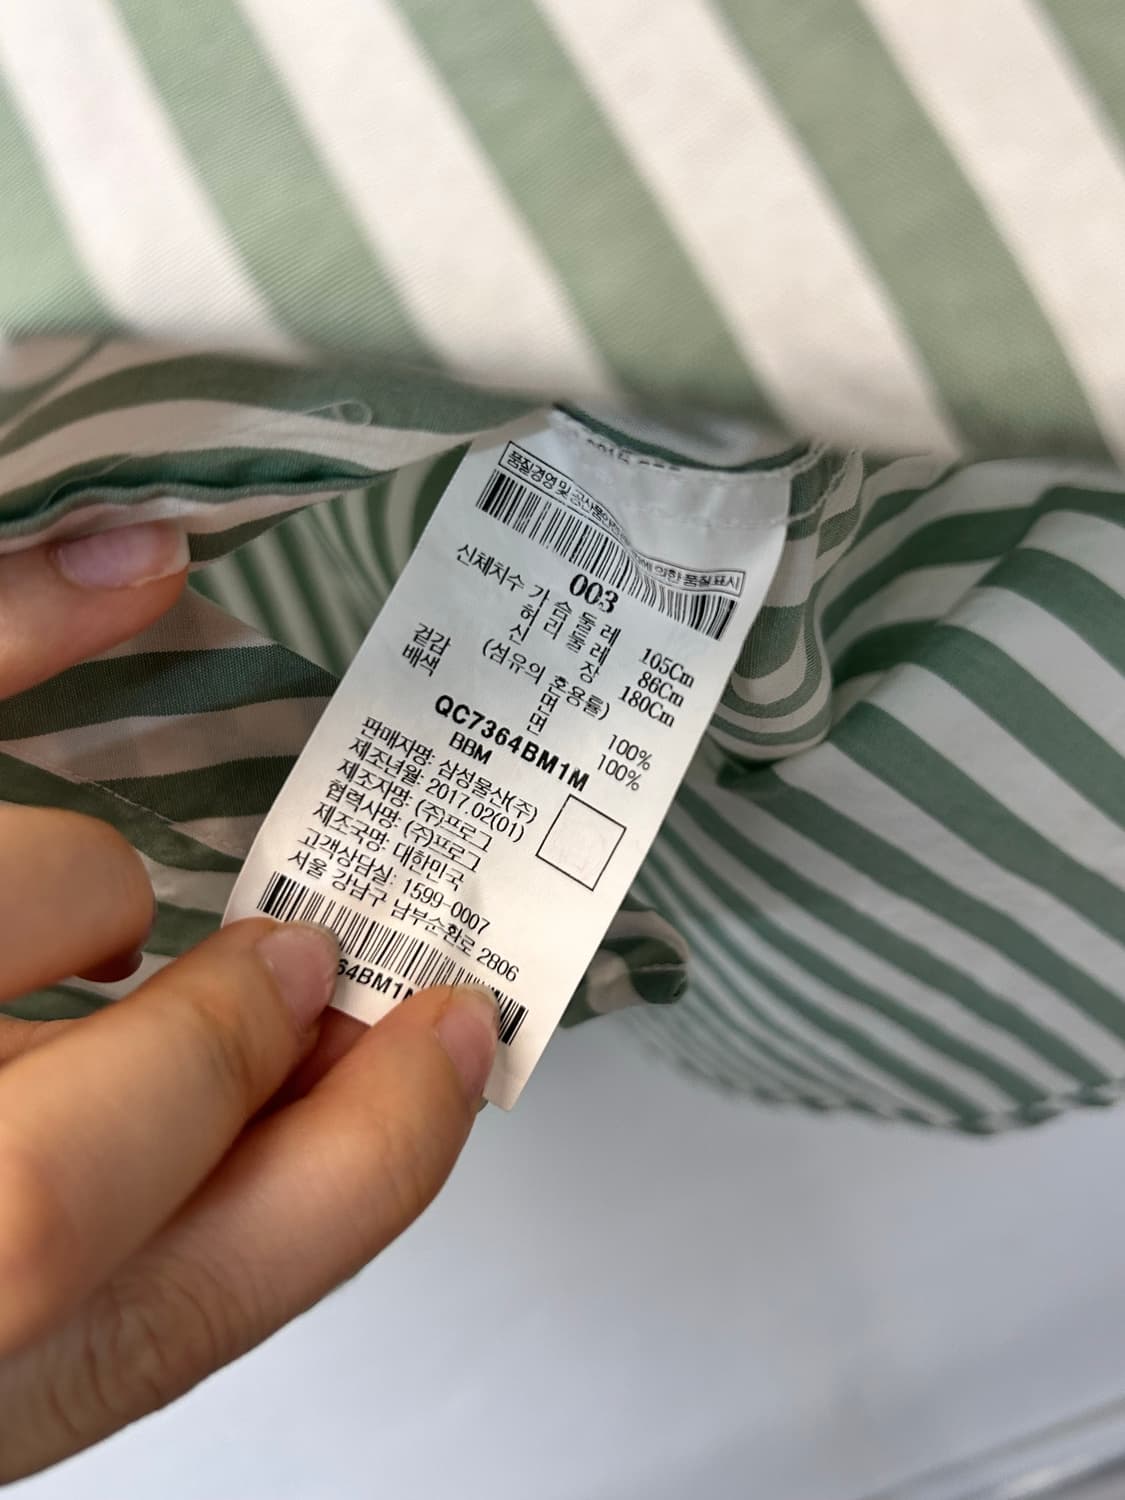 품질경영 및 공산품안전 에 의한 품질표시
003
신체치수 가 슴 둘 레 105Cm
허 리 둘 레 86Cm
신 장 180Cm
(섬유의 혼용률)
겉감 면 100%
배색 면 100%
QC7364BM1M
BBM
판매자명: 삼성물산(주)
제조년월: 2017.02(01)
제조자명: (주)프로그
협력사명: (주)프로그
제조국명: 대한민국
고객상담실: 1599-0007
서울 강남구 남부순환로 2806
64BM1M